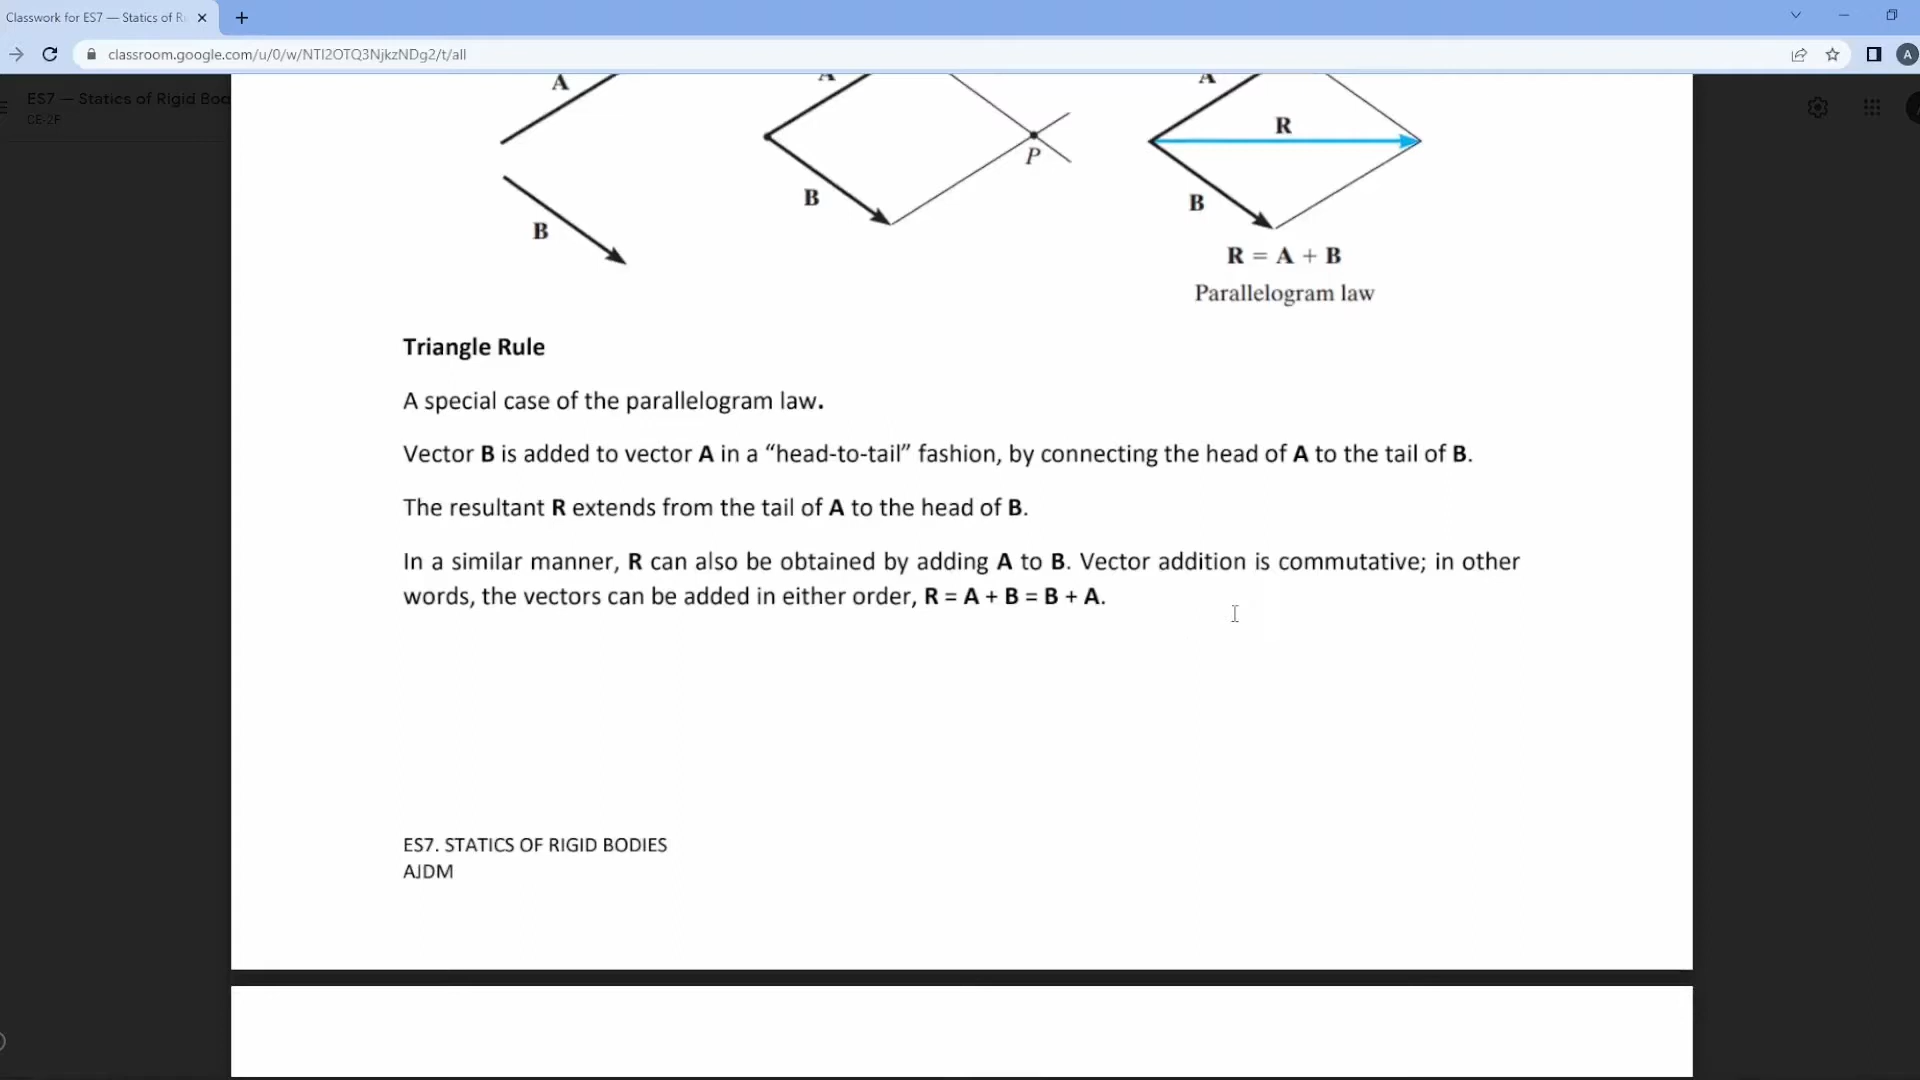 Classwork for ES7 — Statics of Ri
classroom.google.com/u/0/w/NTI2OTQ3NjkzNDg2/t/all
A
ES7 — Statics of Rigid Bod
CE-2F
A
A
A
R
P
B
B
B
R = A + B
Parallelogram law
Triangle Rule
A special case of the parallelogram law.
Vector B is added to vector A in a “head-to-tail” fashion, by connecting the head of A to the tail of B.
The resultant R extends from the tail of A to the head of B.
In a similar manner, R can also be obtained by adding A to B. Vector addition is commutative; in other
words, the vectors can be added in either order, R = A + B = B + A.
ES7. STATICS OF RIGID BODIES
AJDM